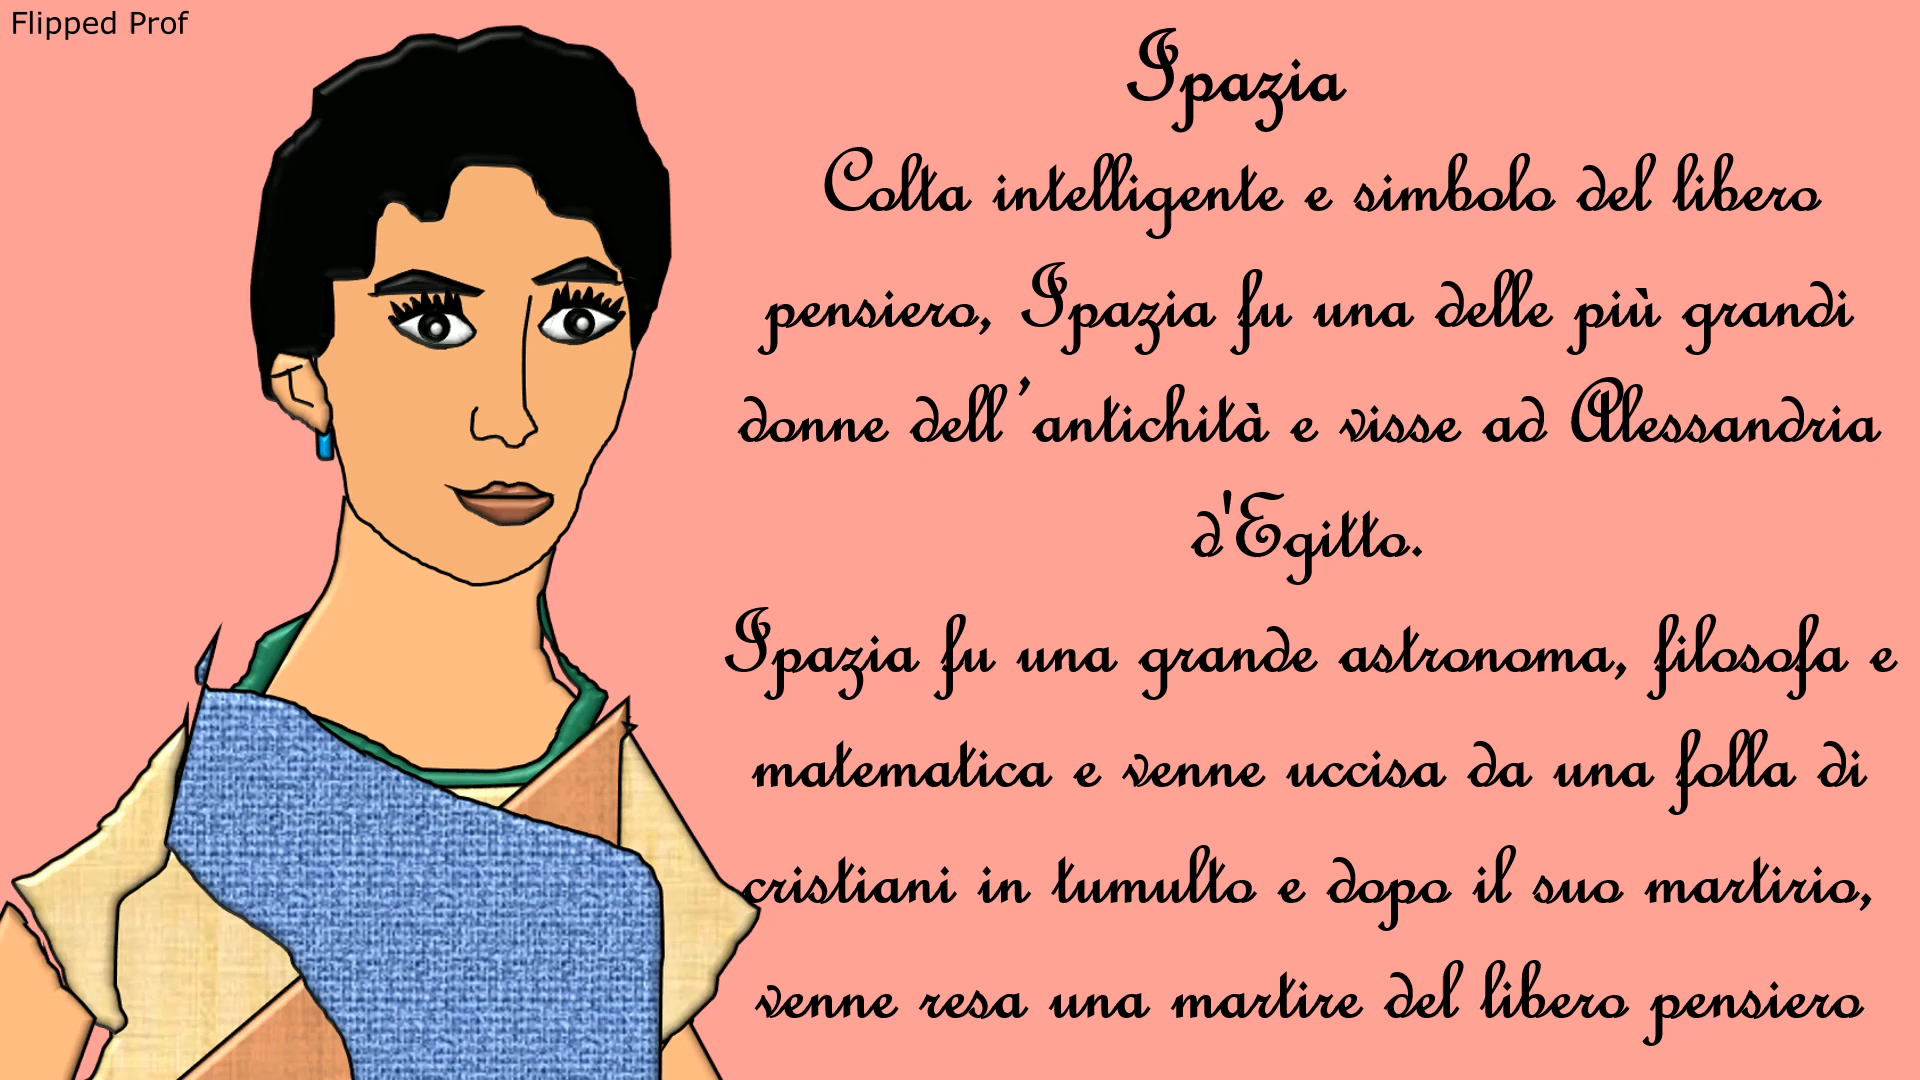 Flipped Prof
Ipazia
Colta intelligente e simbolo del libero
pensiero, Ipazia fu una delle più grandi
donne dell'antichità e visse ad Alessandria
d'Egitto.
Ipazia fu una grande astronoma, filosofa e
matematica e venne uccisa da una folla di
cristiani in tumulto e dopo il suo martirio,
venne resa una martire del libero pensiero